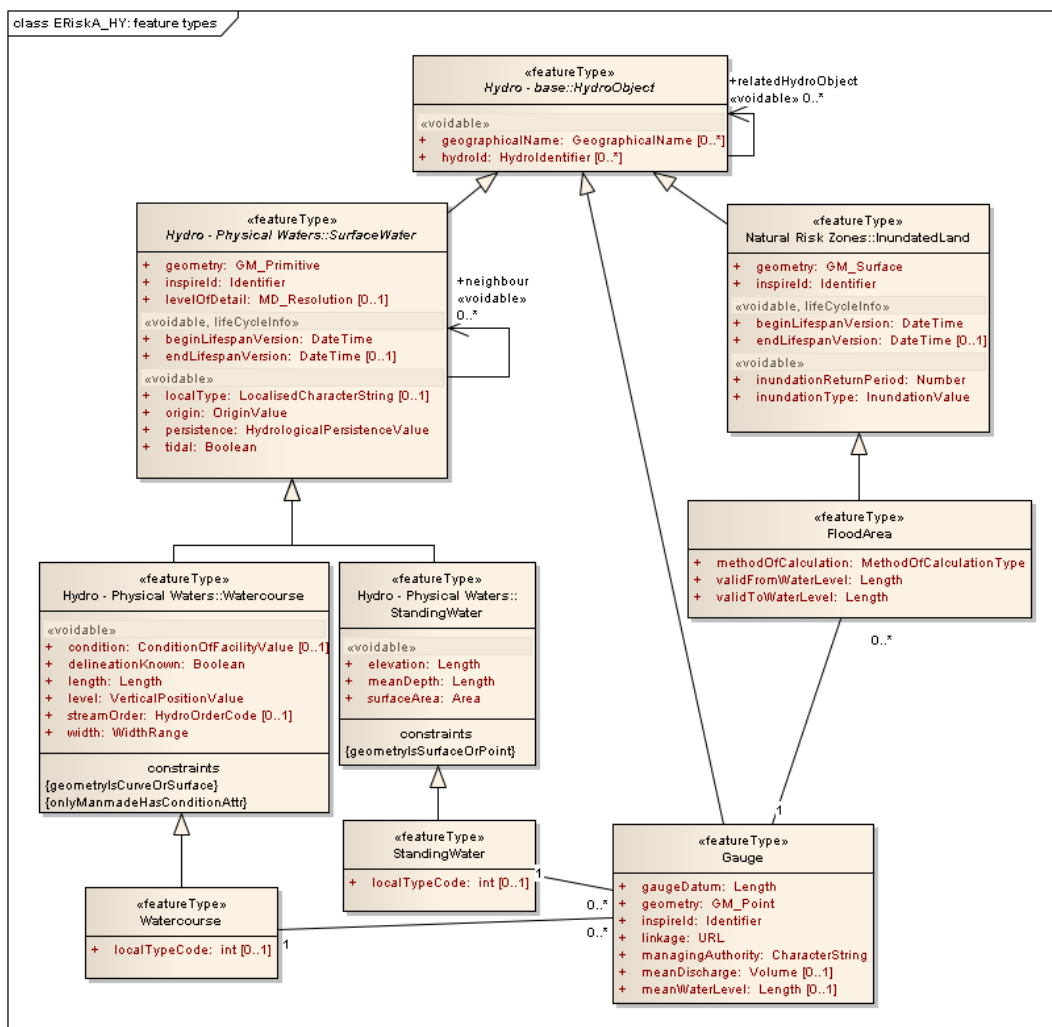 class ERiskA_HY: feature types
«featureType»
Hydro - base::HydroObject
«voidable»
+ geographicalName: GeographicalName [0..*]
+ hydroId: HydroIdentifier [0..*]
+relatedHydroObject
«voidable» 0..*
«featureType»
Hydro - Physical Waters::SurfaceWater
+ geometry: GM_Primitive
+ inspireId: Identifier
+ levelOfDetail: MD_Resolution [0..1]
«voidable, lifeCycleInfo»
+ beginLifespanVersion: DateTime
+ endLifespanVersion: DateTime [0..1]
«voidable»
+ localType: LocalisedCharacterString [0..1]
+ origin: OriginValue
+ persistence: HydrologicalPersistenceValue
+ tidal: Boolean
+neighbour
«voidable»
0..*
«featureType»
Natural Risk Zones::InundatedLand
+ geometry: GM_Surface
+ inspireId: Identifier
«voidable, lifeCycleInfo»
+ beginLifespanVersion: DateTime
+ endLifespanVersion: DateTime [0..1]
«voidable»
+ inundationReturnPeriod: Number
+ inundationType: InundationValue
«featureType»
FloodArea
+ methodOfCalculation: MethodOfCalculationType
+ validFromWaterLevel: Length
+ validToWaterLevel: Length
0..*
1
«featureType»
Hydro - Physical Waters::Watercourse
«voidable»
+ condition: ConditionOfFacilityValue [0..1]
+ delineationKnown: Boolean
+ length: Length
+ level: VerticalPositionValue
+ streamOrder: HydroOrderCode [0..1]
+ width: WidthRange
constraints
{geometryIsCurveOrSurface}
{onlyManmadeHasConditionAttr}
«featureType»
Hydro - Physical Waters::
StandingWater
«voidable»
+ elevation: Length
+ meanDepth: Length
+ surfaceArea: Area
constraints
{geometryIsSurfaceOrPoint}
«featureType»
StandingWater
+ localTypeCode: int [0..1]
1
0..*
«featureType»
Watercourse
+ localTypeCode: int [0..1]
1
0..*
«featureType»
Gauge
+ gaugeDatum: Length
+ geometry: GM_Point
+ inspireId: Identifier
+ linkage: URL
+ managingAuthority: CharacterString
+ meanDischarge: Volume [0..1]
+ meanWaterLevel: Length [0..1]